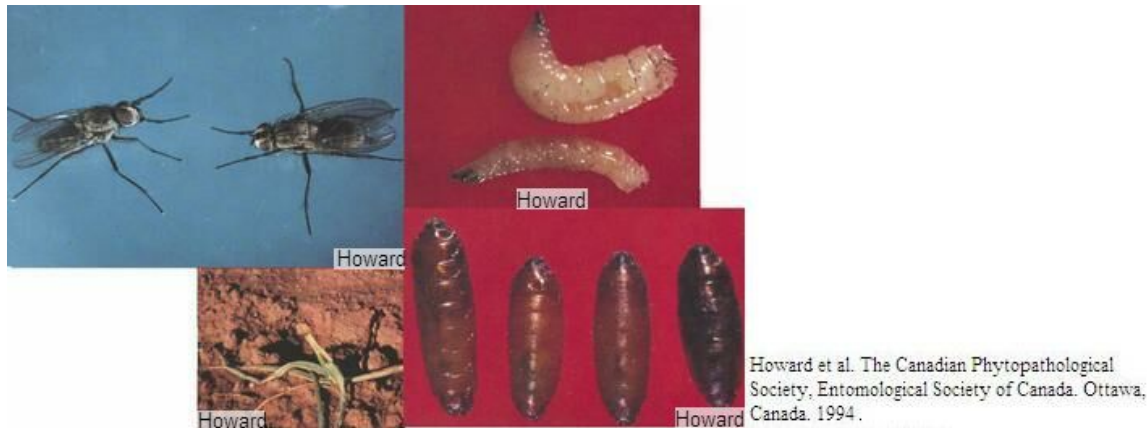 Howard
Howard
Howard
Howard
Howard et al. The Canadian Phytopathological
Society, Entomological Society of Canada. Ottawa,
Canada. 1994.